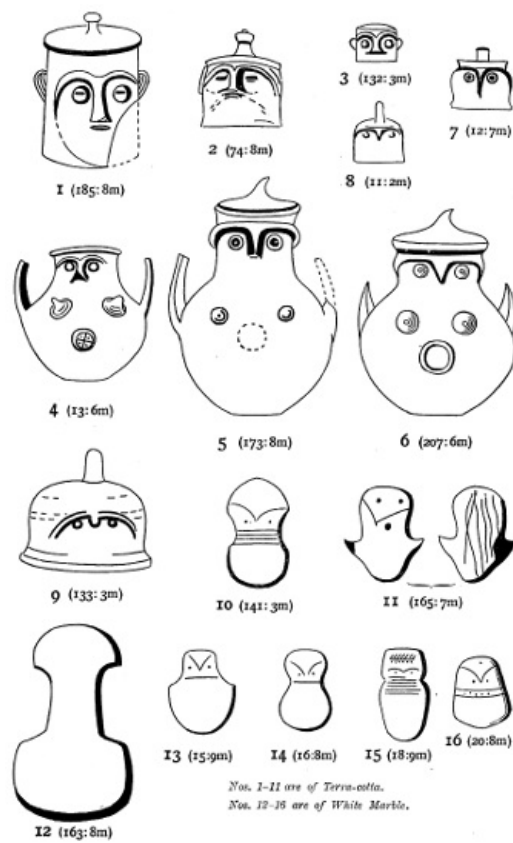 1 (185: 8m)
2 (74: 8m)
3 (132: 3m)
7 (12: 7m)
8 (11: 2m)
4 (13: 6m)
5 (173: 8m)
6 (207: 6m)
9 (133: 3m)
10 (141: 3m)
11 (165: 7m)
12 (163: 8m)
13 (15: 9m)
14 (16: 8m)
15 (18: 9m)
16 (20: 8m)
Nos. 1-11 are of Terra-cotta.
Nos. 12-16 are of White Marble.